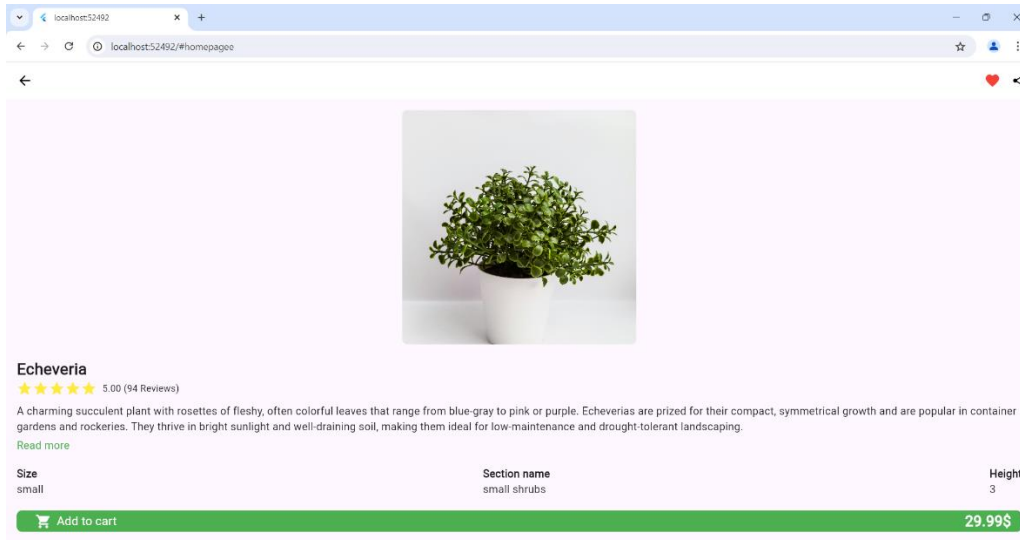 localhost:52492
localhost:52492/#homepagee
Echeveria
5.00 (94 Reviews)
A charming succulent plant with rosettes of fleshy, often colorful leaves that range from blue-gray to pink or purple. Echeverias are prized for their compact, symmetrical growth and are popular in container
gardens and rockeries. They thrive in bright sunlight and well-draining soil, making them ideal for low-maintenance and drought-tolerant landscaping.
Read more
Size Section name Height
small small shrubs 3
Add to cart 29.99$